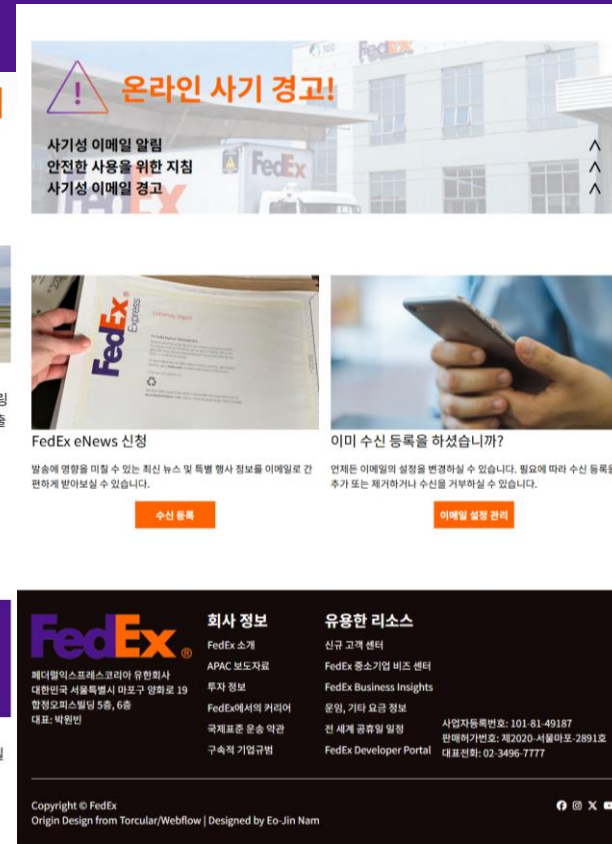 온라인 사기 경고!
사기성 이메일 알림
안전한 사용을 위한 지침
사기성 이메일 경고
FedEx
FedEx
FedEx
FedEx Express
Extremely Urgent
FedEx eNews 신청
발송에 영향을 미칠 수 있는 최신 뉴스 및 특별 행사 정보를 이메일로 간
편하게 받아보실 수 있습니다.
수신 등록
이미 수신 등록을 하셨습니까?
언제든 이메일의 설정을 변경하실 수 있습니다. 필요에 따라 수신 등록을
추가 또는 제거하거나 수신을 거부하실 수 있습니다.
이메일 설정 관리
FedEx
페더럴익스프레스코리아 유한회사
대한민국 서울특별시 마포구 양화로 19
합정오피스빌딩 5층, 6층
대표: 박원빈
회사 정보
FedEx 소개
APAC 보도자료
투자 정보
FedEx에서의 커리어
국제표준 운송 약관
구속적 기업규범
유용한 리소스
신규 고객 센터
FedEx 중소기업 비즈 센터
FedEx Business Insights
운임, 기타 요금 정보
전 세계 공휴일 일정
FedEx Developer Portal
사업자등록번호: 101-81-49187
판매허가번호: 제2020-서울마포-2891호
대표전화: 02-3496-7777
Copyright © FedEx
Origin Design from Torcular/Webflow | Designed by Eo-Jin Nam